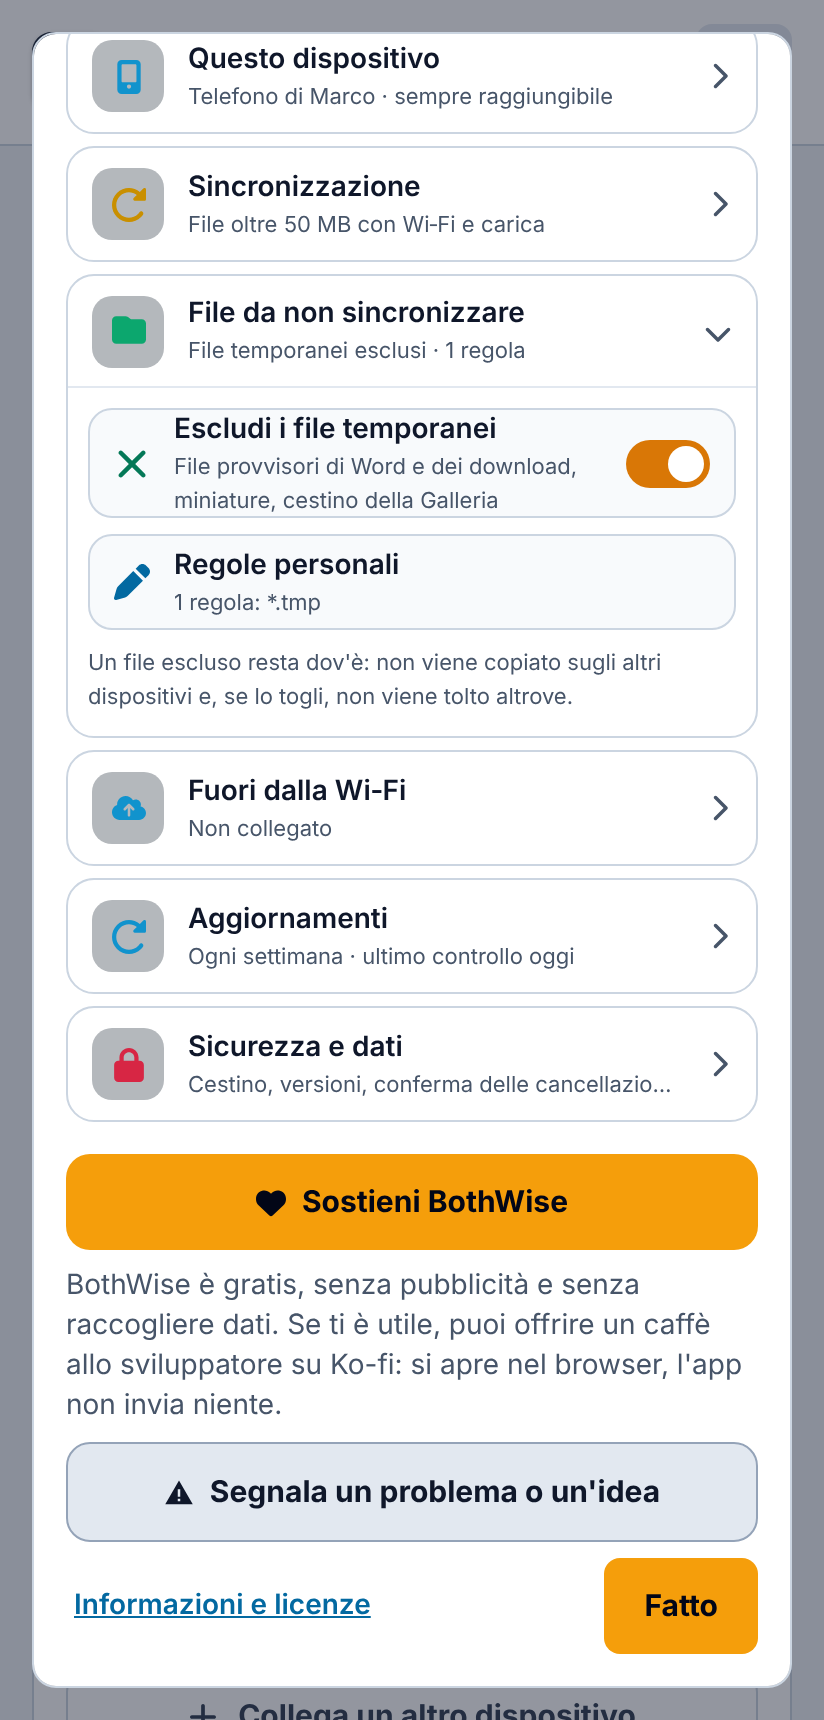 Questo dispositivo
Telefono di Marco · sempre raggiungibile
Sincronizzazione
File oltre 50 MB con Wi-Fi e carica
File da non sincronizzare
File temporanei esclusi · 1 regola
Escludi i file temporanei
File provvisori di Word e dei download,
miniature, cestino della Galleria
Regole personali
1 regola: *.tmp
Un file escluso resta dov'è: non viene copiato sugli altri
dispositivi e, se lo togli, non viene tolto altrove.
Fuori dalla Wi-Fi
Non collegato
Aggiornamenti
Ogni settimana · ultimo controllo oggi
Sicurezza e dati
Cestino, versioni, conferma delle cancellazio...
Sostieni BothWise
BothWise è gratis, senza pubblicità e senza
raccogliere dati. Se ti è utile, puoi offrire un caffè
allo sviluppatore su Ko-fi: si apre nel browser, l'app
non invia niente.
Segnala un problema o un'idea
Informazioni e licenze
Fatto
Collega un altro dispositivo